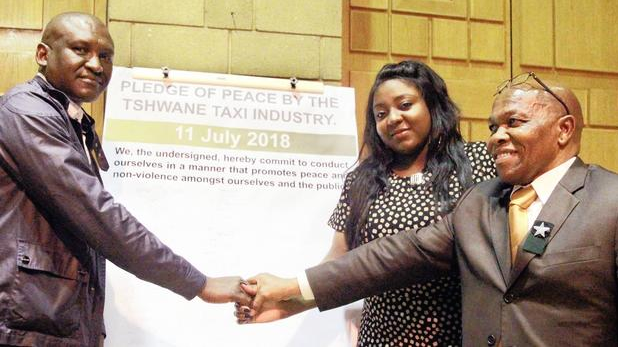 PLEDGE OF PEACE BY THE
TSHWANE TAXI INDUSTRY.
11 July 2018
We, the undersigned, hereby commit to conduct
ourselves in a manner that promotes peace and
non-violence amongst ourselves and the public